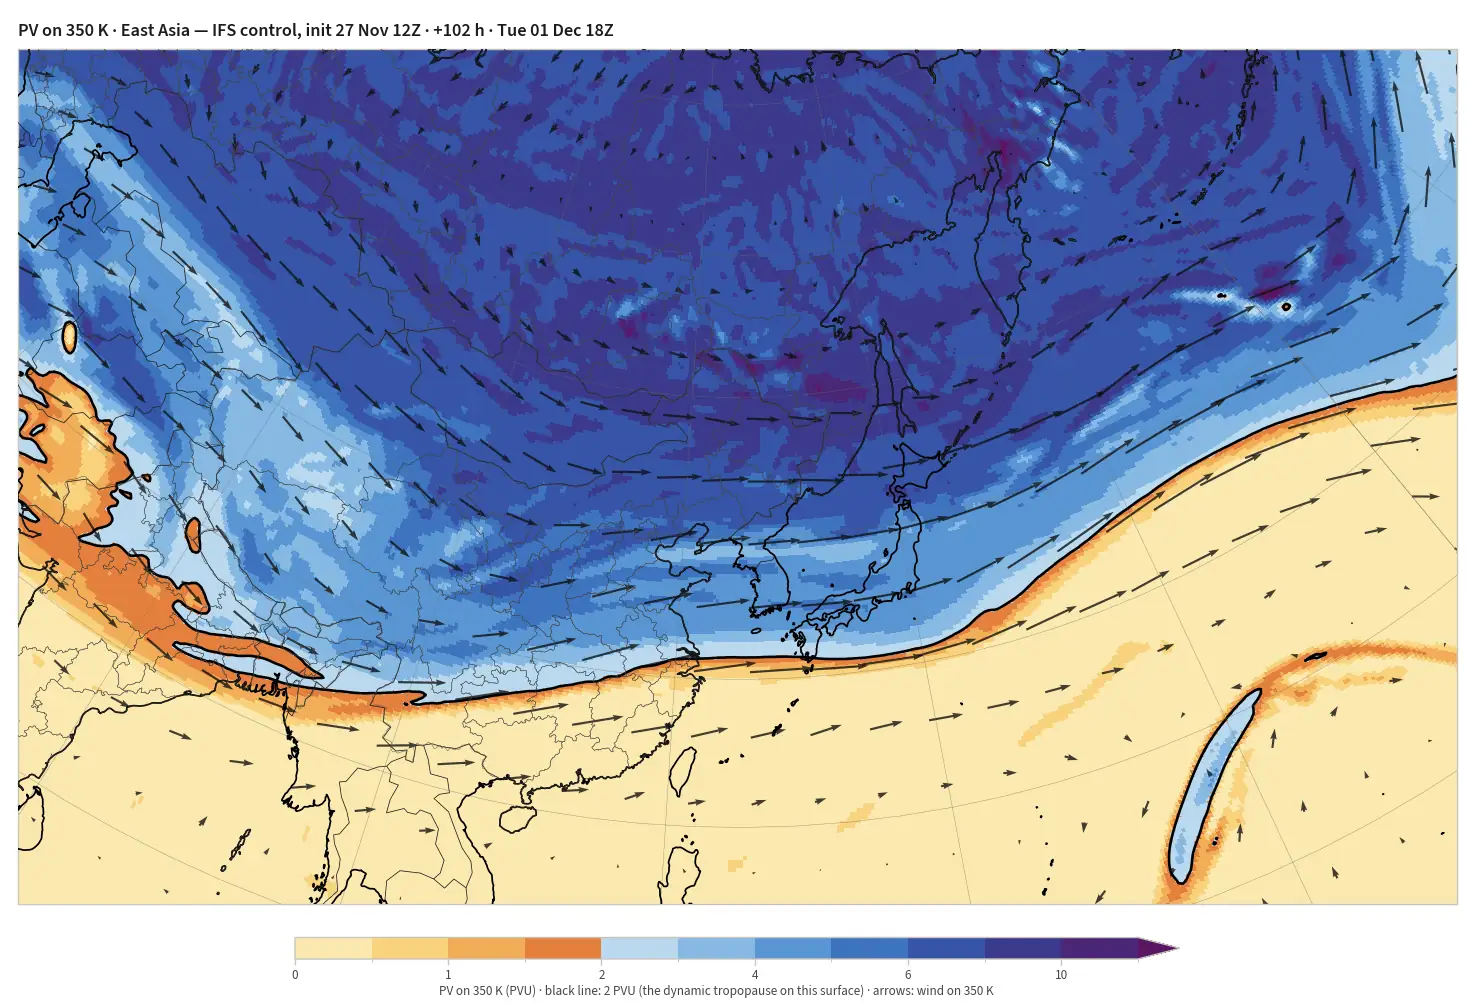 PV on 350 K · East Asia — IFS control, init 27 Nov 12Z · +102 h · Tue 01 Dec 18Z
0 1 2 4 6 10
PV on 350 K (PVU) · black line: 2 PVU (the dynamic tropopause on this surface) · arrows: wind on 350 K